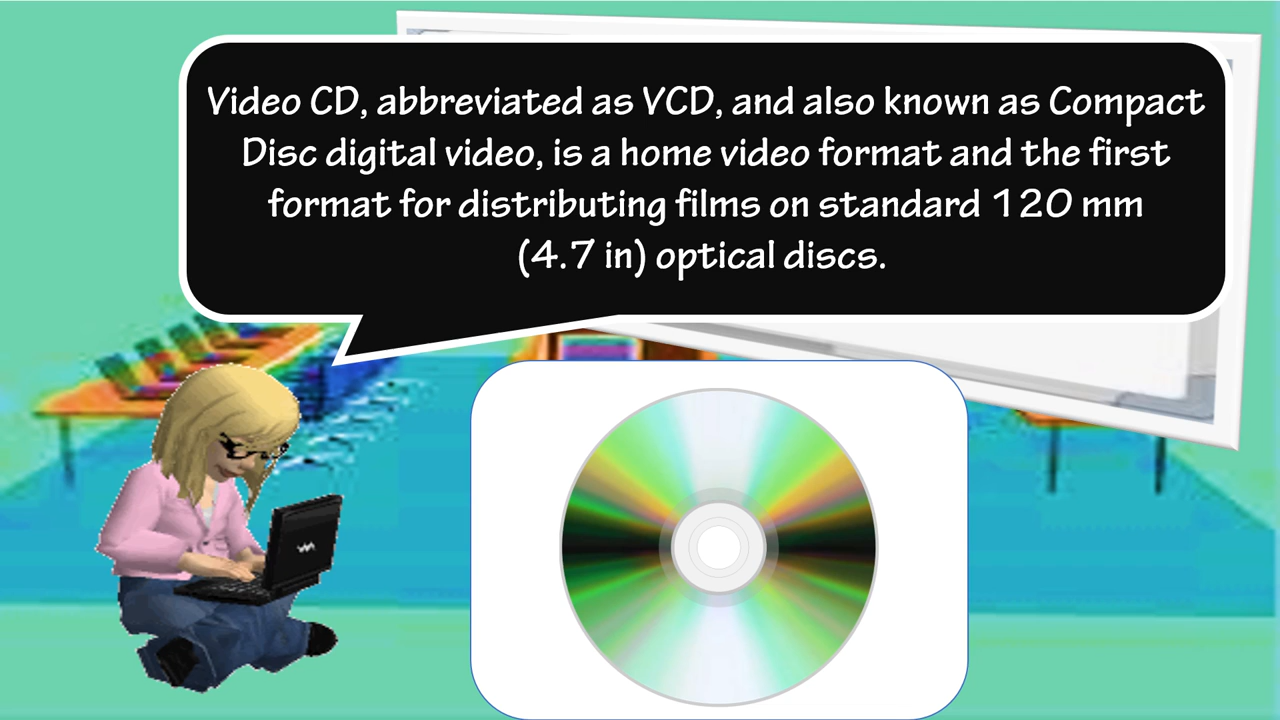 Video CD, abbreviated as VCD, and also known as Compact
Disc digital video, is a home video format and the first
format for distributing films on standard 120 mm
(4.7 in) optical discs.